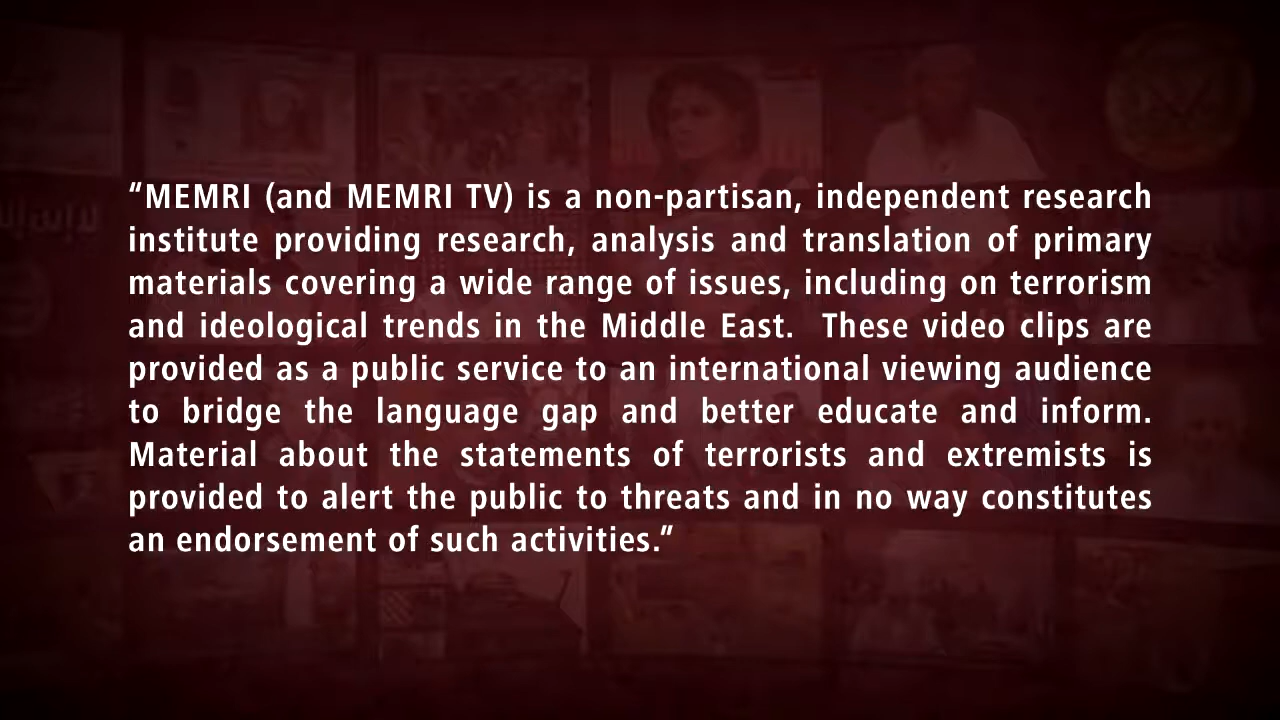 “MEMRI (and MEMRI TV) is a non-partisan, independent research
institute providing research, analysis and translation of primary
materials covering a wide range of issues, including on terrorism
and ideological trends in the Middle East.  These video clips are
provided as a public service to an international viewing audience
to bridge the language gap and better educate and inform.
Material about the statements of terrorists and extremists is
provided to alert the public to threats and in no way constitutes
an endorsement of such activities.”